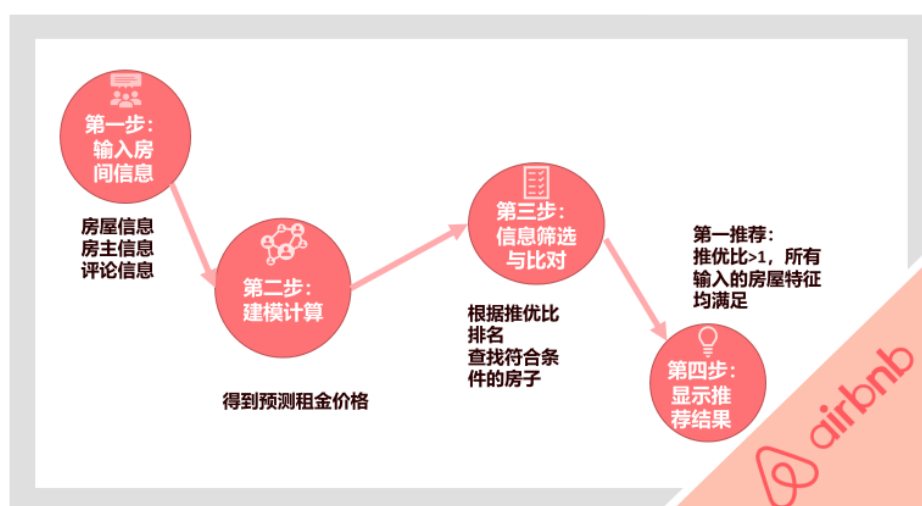 第一步：
输入房
间信息
房屋信息
房主信息
评论信息
第二步：
建模计算
得到预测租金价格
第三步：
信息筛选
与比对
根据推优比
排名
查找符合条
件的房子
第一推荐：
推优比>1，所有
输入的房屋特征
均满足
第四步：
显示推
荐结果
airbnb